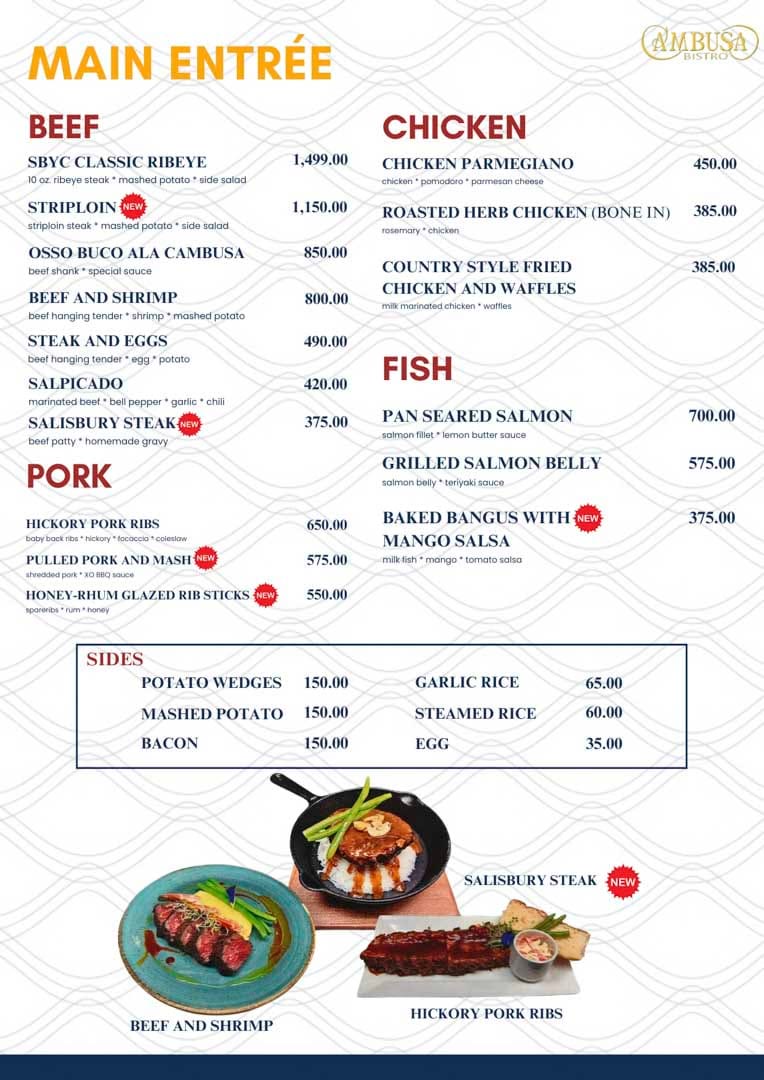 MAIN ENTRÉE
CAMBUSA
BISTRO
BEEF
SBYC CLASSIC RIBEYE 1,499.00
10 oz. ribeye steak * mashed potato * side salad
STRIPLOIN NEW 1,150.00
striploin steak * mashed potato * side salad
OSSO BUCO ALA CAMBUSA 850.00
beef shank * special sauce
BEEF AND SHRIMP 800.00
beef hanging tender * shrimp * mashed potato
STEAK AND EGGS 490.00
beef hanging tender * egg * potato
SALPICADO 420.00
marinated beef * bell pepper * garlic * chili
SALISBURY STEAK NEW 375.00
beef patty * homemade gravy
PORK
HICKORY PORK RIBS 650.00
baby back ribs * hickory * focaccia * coleslaw
PULLED PORK AND MASH NEW 575.00
shredded pork * XO BBQ sauce
HONEY-RHUM GLAZED RIB STICKS NEW 550.00
spareribs * rum * honey
CHICKEN
CHICKEN PARMEGIANO 450.00
chicken * pomodoro * parmesan cheese
ROASTED HERB CHICKEN (BONE IN) 385.00
rosemary * chicken
COUNTRY STYLE FRIED 385.00
CHICKEN AND WAFFLES
milk marinated chicken * waffles
FISH
PAN SEARED SALMON 700.00
salmon fillet * lemon butter sauce
GRILLED SALMON BELLY 575.00
salmon belly * teriyaki sauce
BAKED BANGUS WITH NEW 375.00
MANGO SALSA
milk fish * mango * tomato salsa
SIDES
POTATO WEDGES 150.00 GARLIC RICE 65.00
MASHED POTATO 150.00 STEAMED RICE 60.00
BACON 150.00 EGG 35.00
SALISBURY STEAK NEW
HICKORY PORK RIBS
BEEF AND SHRIMP